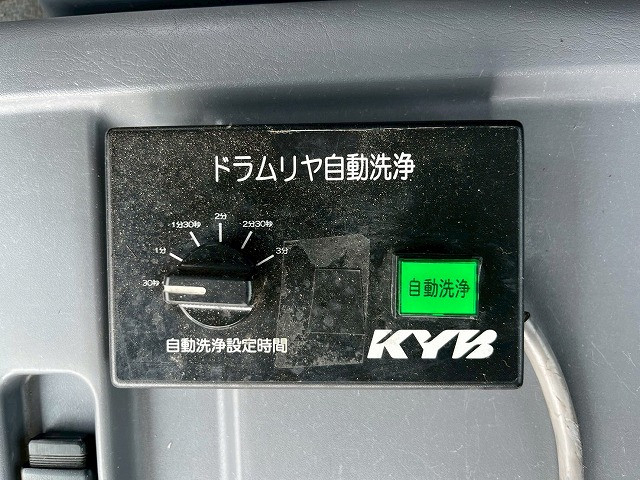 ドラムリヤ自動洗浄
30秒
1分
1分30秒
2分
2分30秒
3分
自動洗浄
自動洗浄設定時間
KYB